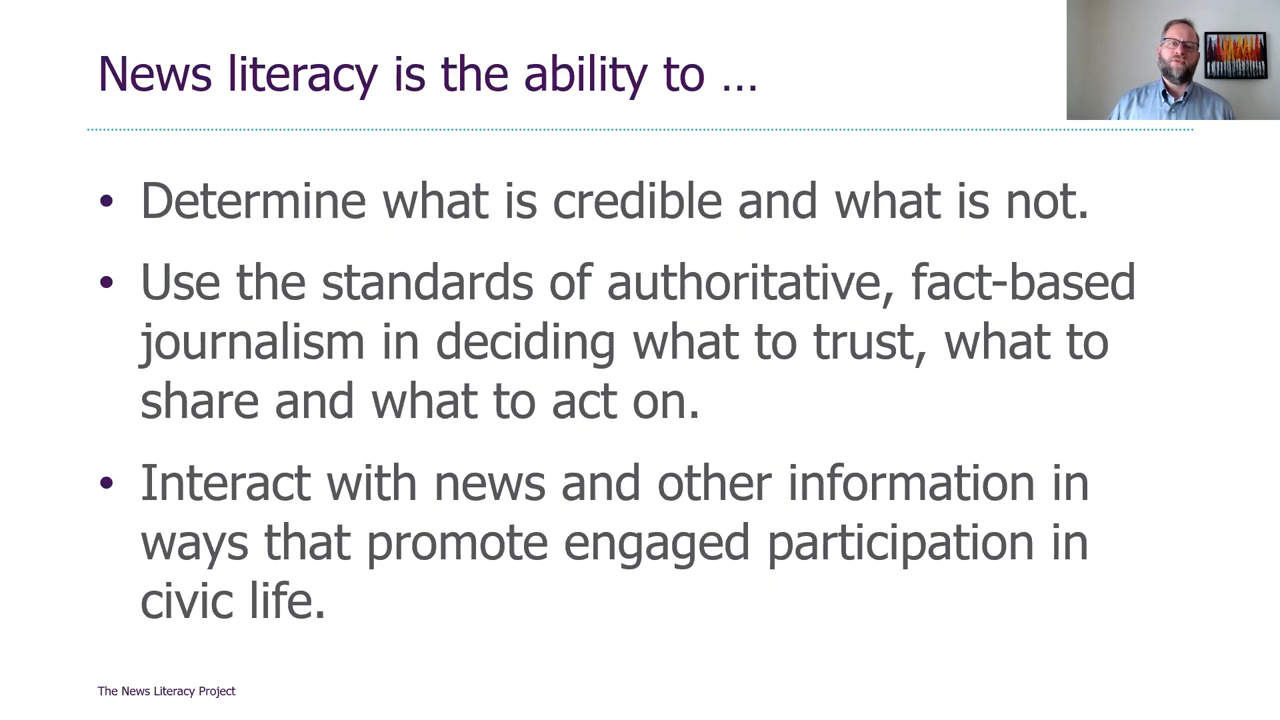 News literacy is the ability to …
• Determine what is credible and what is not.
• Use the standards of authoritative, fact-based
journalism in deciding what to trust, what to
share and what to act on.
• Interact with news and other information in
ways that promote engaged participation in
civic life.
The News Literacy Project